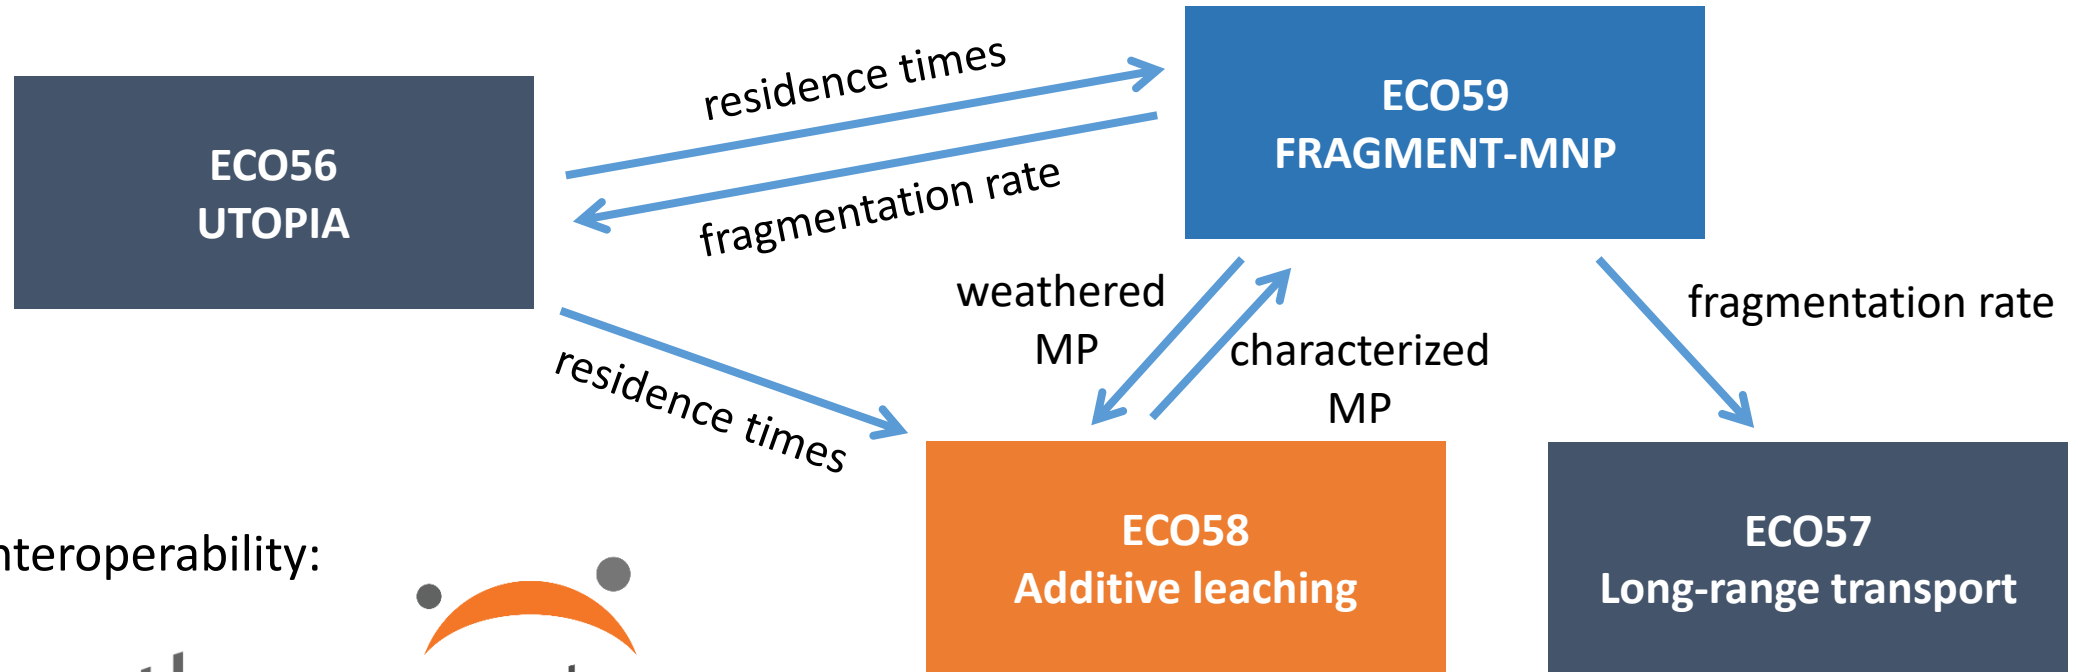 residence times
ECO59
FRAGMENT-MNP
ECO56
UTOPIA
fragmentation rate
weathered
MP
characterized
MP
fragmentation rate
residence times
ECO58
Additive leaching
ECO57
Long-range transport
nteroperability: